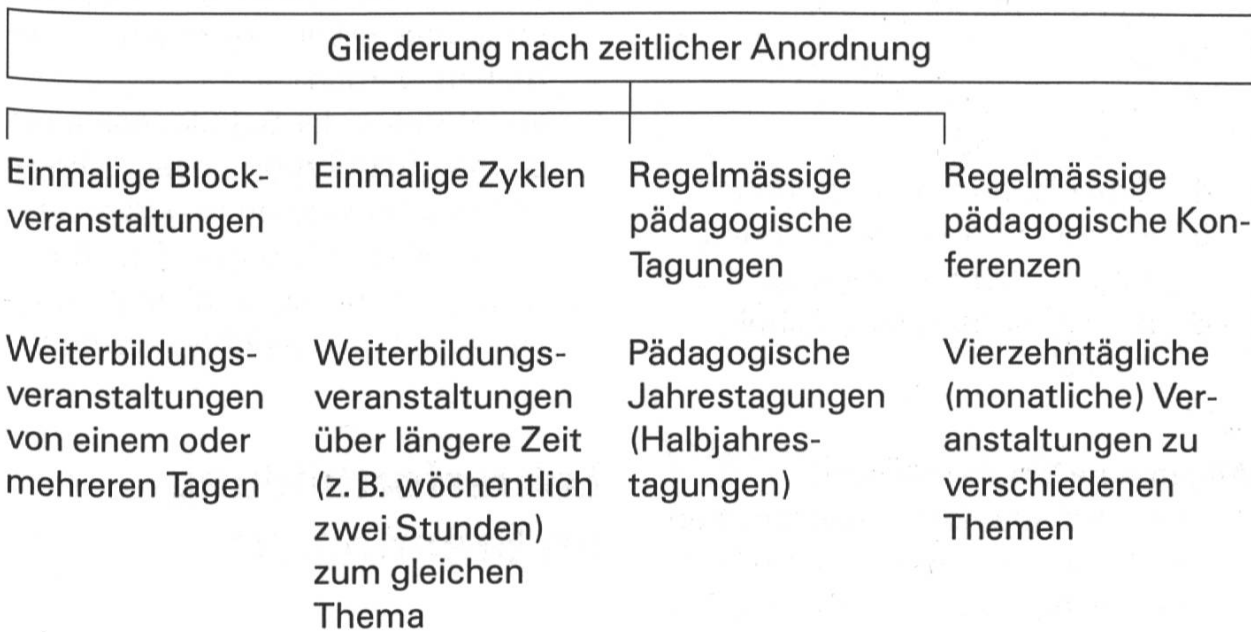 Gliederung nach zeitlicher Anordnung
Einmalige Block-
veranstaltungen
Einmalige Zyklen
Regelmässige
pädagogische
Tagungen
Regelmässige
pädagogische Kon-
ferenzen
Weiterbildungs-
veranstaltungen
von einem oder
mehreren Tagen
Weiterbildungs-
veranstaltungen
über längere Zeit
(z. B. wöchentlich
zwei Stunden)
zum gleichen
Thema
Pädagogische
Jahrestagungen
(Halbjahres-
tagungen)
Vierzehntägliche
(monatliche) Ver-
anstaltungen zu
verschiedenen
Themen